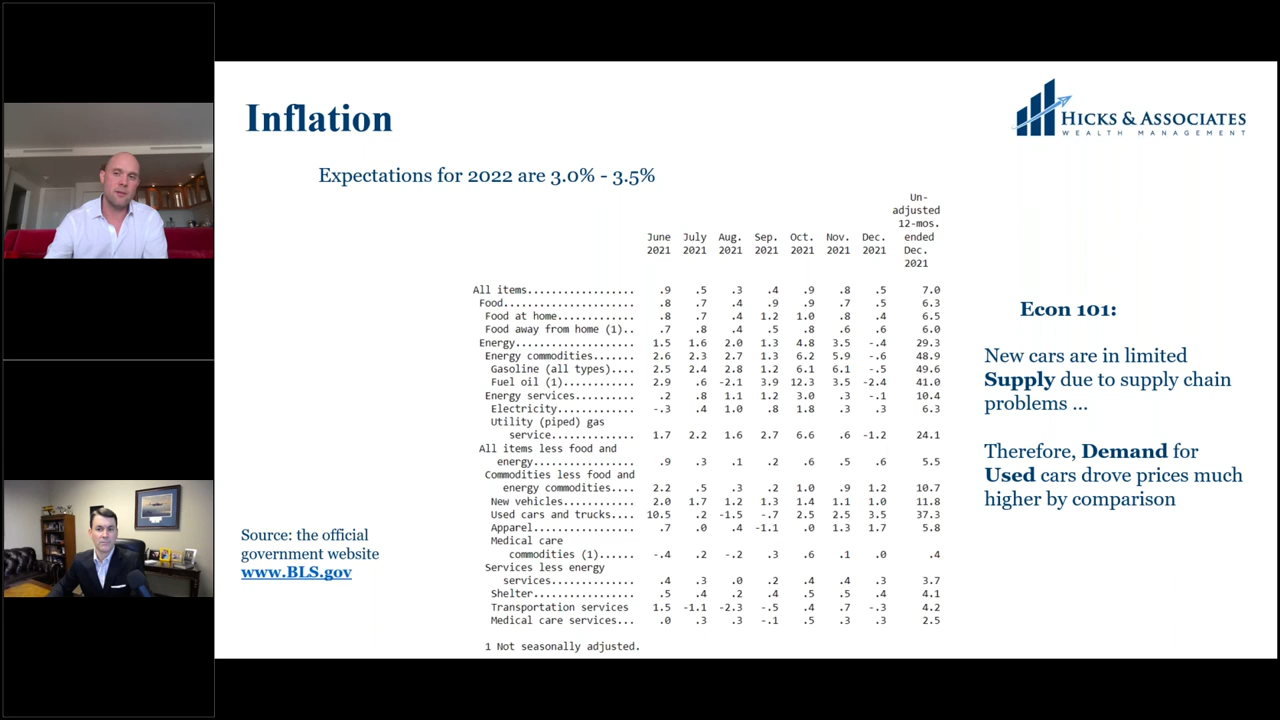 Inflation
HICKS & ASSOCIATES
WEALTH MANAGEMENT
Expectations for 2022 are 3.0% - 3.5%
Un-
adjusted
12-mos.
June July Aug. Sep. Oct. Nov. Dec. ended
2021 2021 2021 2021 2021 2021 2021 Dec.
2021
All items.................. .9 .5 .3 .4 .9 .8 .5 7.0
Food...................... .8 .7 .4 .9 .9 .7 .5 6.3
Food at home............ .8 .7 .4 1.2 1.0 .8 .4 6.5
Food away from home (1).. .7 .8 .4 .5 .8 .6 .6 6.0
Energy.................... 1.5 1.6 2.0 1.3 4.8 3.5 -.4 29.3
Energy commodities...... 2.6 2.3 2.7 1.3 6.2 5.9 -.6 48.9
Gasoline (all types).... 2.5 2.4 2.8 1.2 6.1 6.1 -.5 49.6
Fuel oil (1)........... 2.9 .6 -2.1 3.9 12.3 3.5 -2.4 41.0
Energy services......... .2 .8 1.1 1.2 3.0 .3 -.1 10.4
Electricity............ -.3 .4 1.0 .8 1.8 .3 .3 6.3
Utility (piped) gas
service.............. 1.7 2.2 1.6 2.7 6.6 .6 -1.2 24.1
All items less food and
energy................. .9 .3 .1 .2 .6 .5 .6 5.5
Commodities less food and
energy commodities.... 2.2 .5 .3 .2 1.0 .9 1.2 10.7
New vehicles........... 2.0 1.7 1.2 1.3 1.4 1.1 1.0 11.8
Used cars and trucks.... 10.5 .2 -1.5 -.7 2.5 2.5 3.5 37.3
Apparel................ .7 .0 .4 -1.1 .0 1.3 1.7 5.8
Medical care
commodities (1)...... -.4 .2 -.2 .3 .6 .1 .0 .4
Services less energy
services.............. .4 .3 .0 .2 .4 .4 .3 3.7
Shelter................ .5 .4 .2 .4 .5 .5 .4 4.1
Transportation services 1.5 -1.1 -2.3 -.5 .4 .7 -.3 4.2
Medical care services... .0 .3 .3 -.1 .5 .3 .3 2.5
1 Not seasonally adjusted.
Source: the official
government website
www.BLS.gov
Econ 101:
New cars are in limited
Supply due to supply chain
problems ...
Therefore, Demand for
Used cars drove prices much
higher by comparison